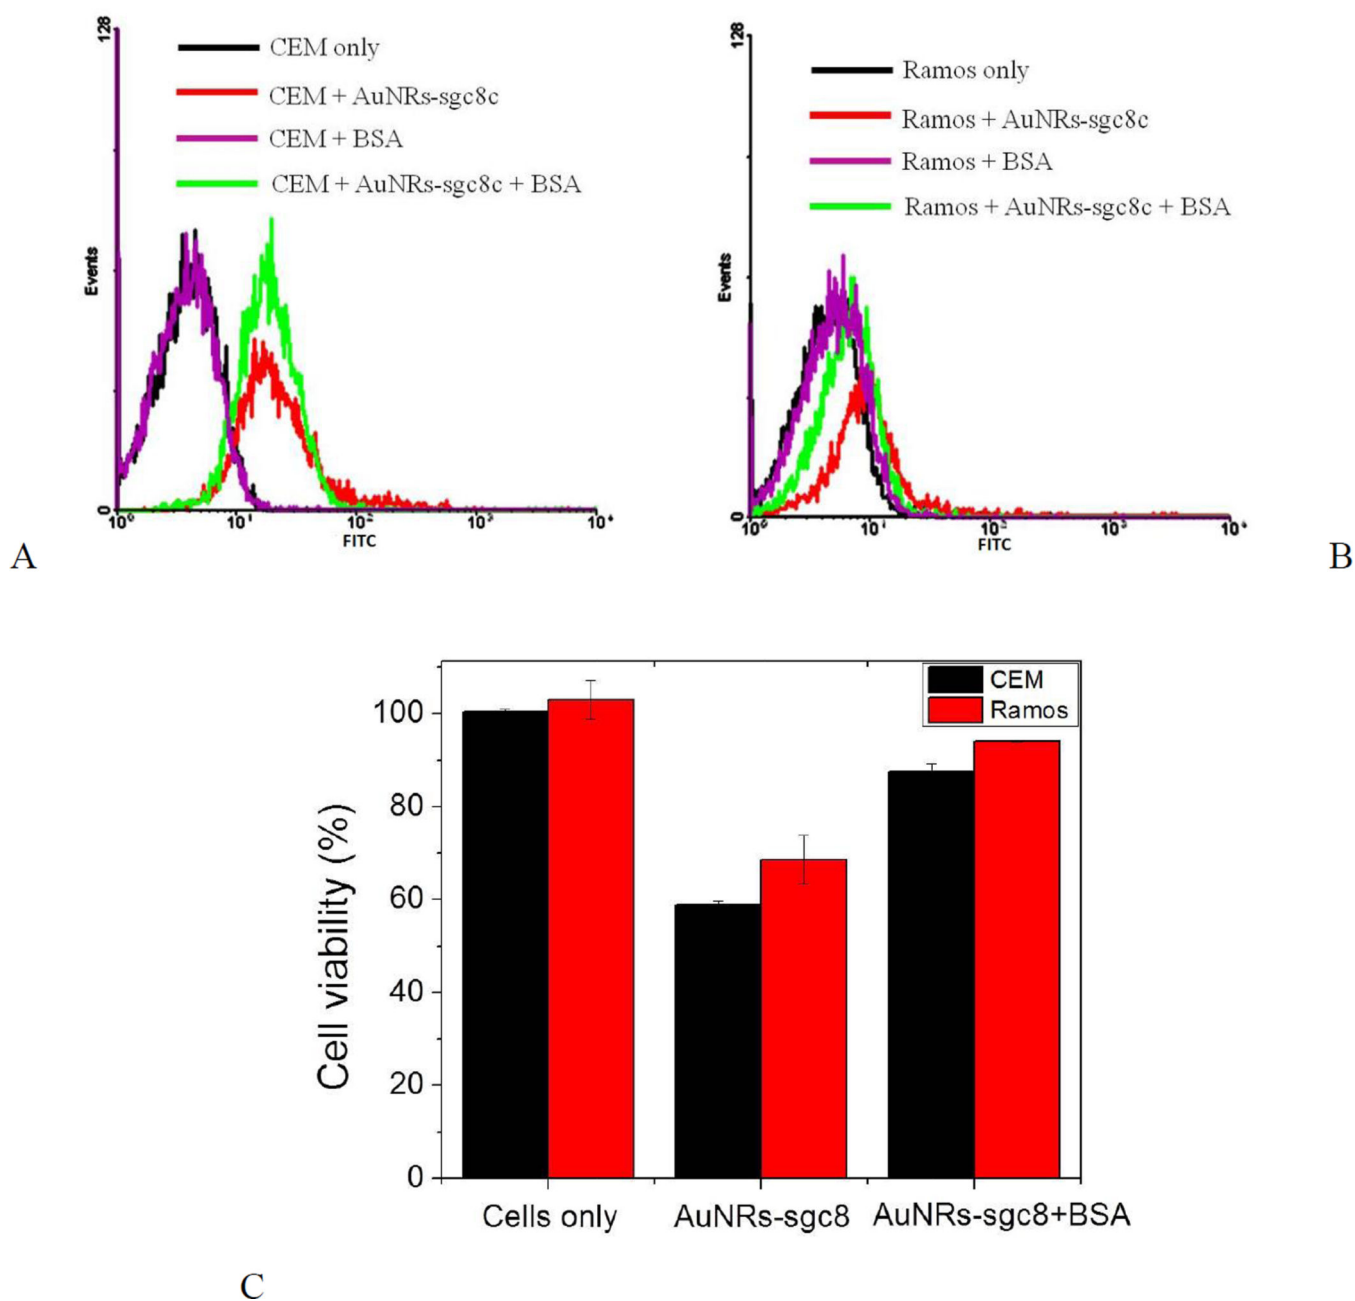 128
CEM only
CEM + AuNRs-sgc8c
CEM + BSA
CEM + AuNRs-sgc8c + BSA
Events
0
10⁰ 10¹ 10² 10³ 10⁴
FITC
A
128
Ramos only
Ramos + AuNRs-sgc8c
Ramos + BSA
Ramos + AuNRs-sgc8c + BSA
Events
0
10⁰ 10¹ 10² 10³ 10⁴
FITC
B
CEM
Ramos
Cell viability (%)
100
80
60
40
20
0
Cells only AuNRs-sgc8 AuNRs-sgc8+BSA
C